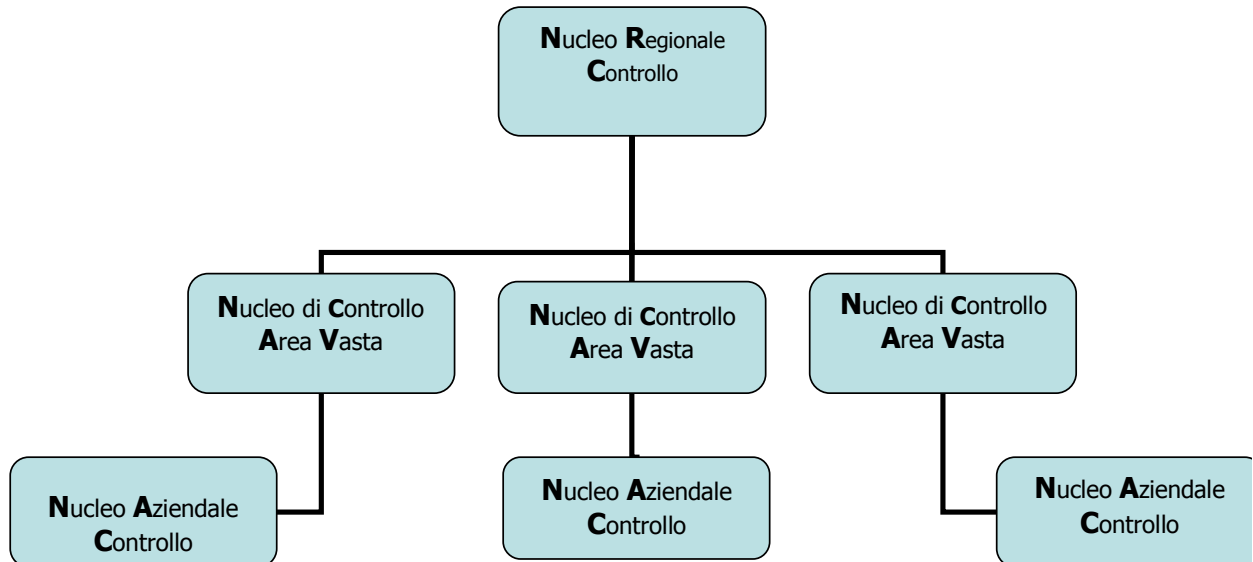 Nucleo Regionale
Controllo
Nucleo di controllo
Area Vasta
Nucleo di controllo
Area Vasta
Nucleo di controllo
Area Vasta
Nucleo Aziendale
Controllo
Nucleo Aziendale
Controllo
Nucleo Aziendale
Controllo